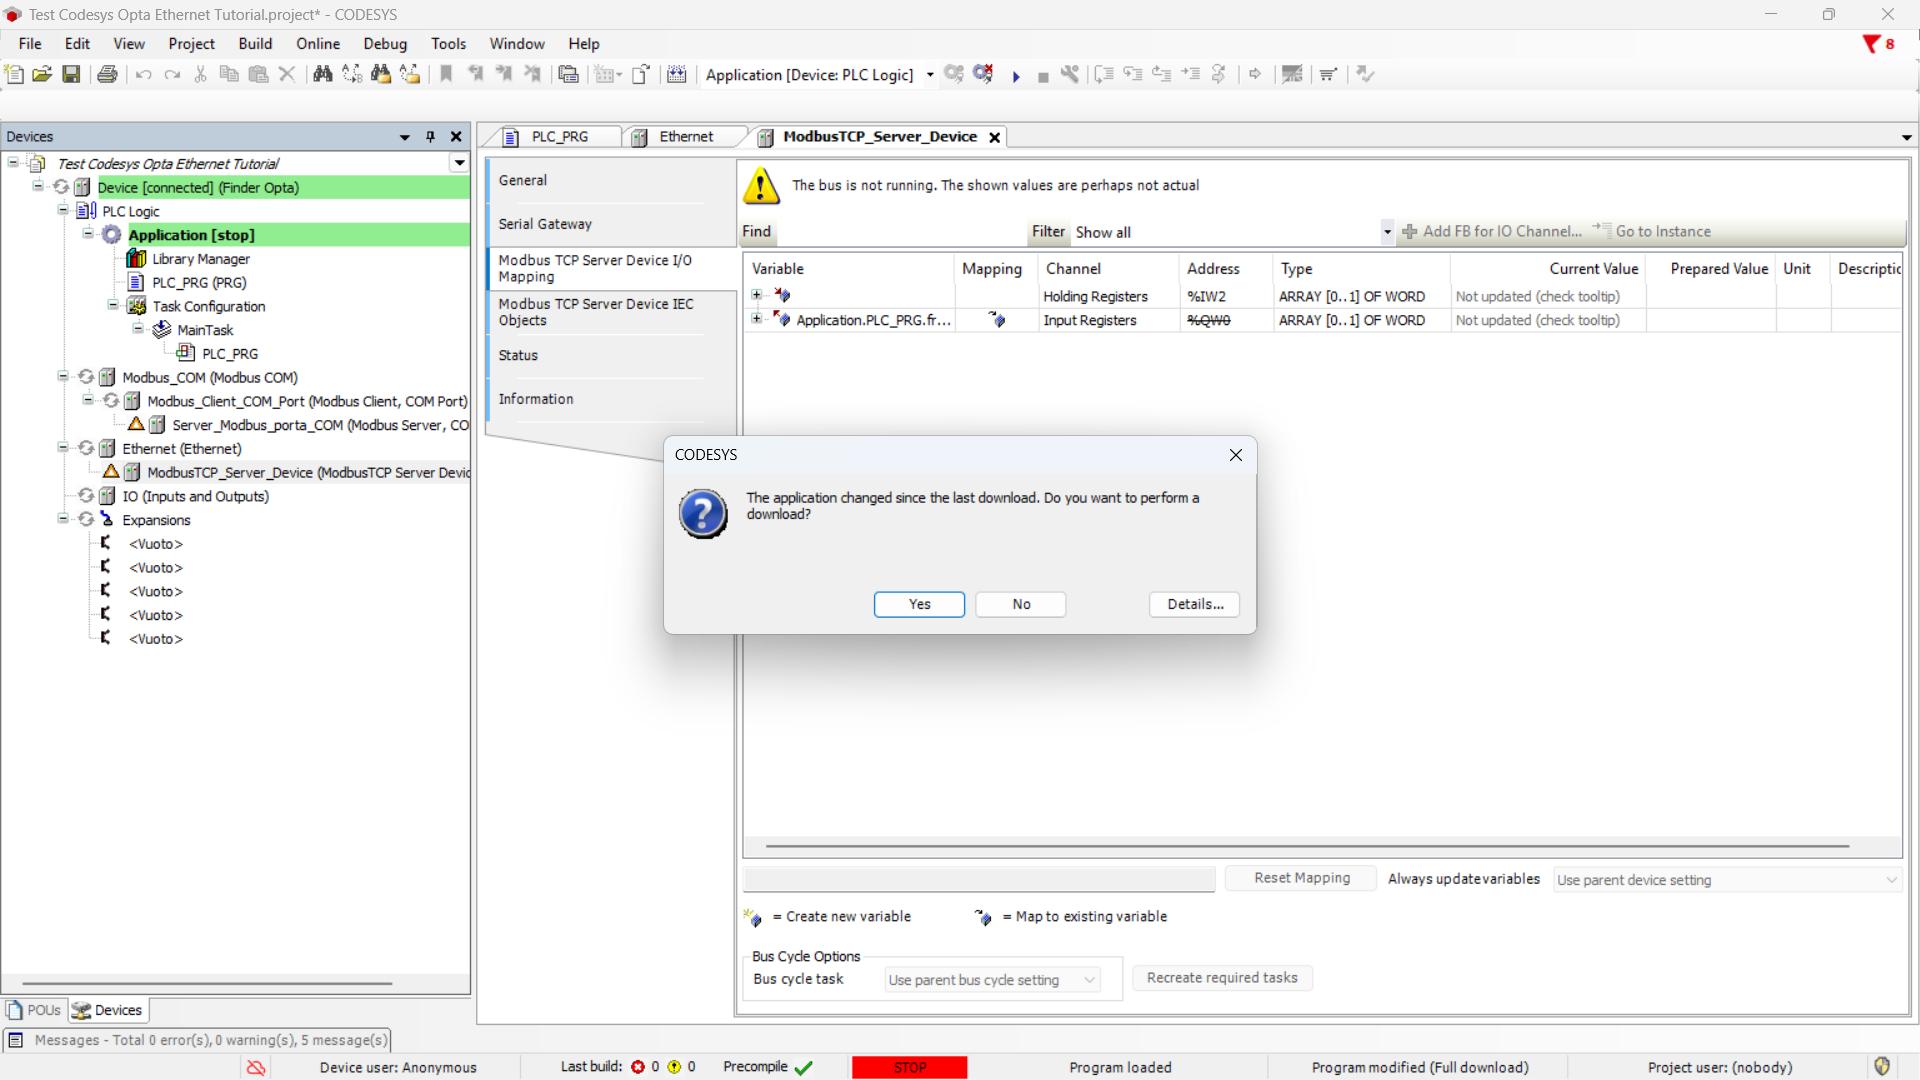 Test Codesys Opta Ethernet Tutorial.project* - CODESYS
File Edit View Project Build Online Debug Tools Window Help
8
Application [Device: PLC Logic]
Devices
Test Codesys Opta Ethernet Tutorial
Device [connected] (Finder Opta)
PLC Logic
Application [stop]
Library Manager
PLC_PRG (PRG)
Task Configuration
MainTask
PLC_PRG
Modbus_COM (Modbus COM)
Modbus_Client_COM_Port (Modbus Client, COM Port)
Server_Modbus_porta_COM (Modbus Server, CO
Ethernet (Ethernet)
ModbusTCP_Server_Device (ModbusTCP Server Devic
IO (Inputs and Outputs)
Expansions
<Vuoto>
<Vuoto>
<Vuoto>
<Vuoto>
<Vuoto>
POUs Devices
PLC_PRG Ethernet ModbusTCP_Server_Device
General
Serial Gateway
Modbus TCP Server Device I/O
Mapping
Modbus TCP Server Device IEC
Objects
Status
Information
The bus is not running. The shown values are perhaps not actual
Find Filter Show all Add FB for IO Channel... Go to Instance
Variable Mapping Channel Address Type Current Value Prepared Value Unit Descriptic
Holding Registers %IW2 ARRAY [0..1] OF WORD Not updated (check tooltip)
Application.PLC_PRG.fr... Input Registers %QW0 ARRAY [0..1] OF WORD Not updated (check tooltip)
CODESYS
The application changed since the last download. Do you want to perform a
download?
Yes No Details...
Reset Mapping Always update variables Use parent device setting
= Create new variable = Map to existing variable
Bus Cycle Options
Bus cycle task Use parent bus cycle setting Recreate required tasks
Messages - Total 0 error(s), 0 warning(s), 5 message(s)
Device user: Anonymous Last build: 0 0 Precompile STOP Program loaded Program modified (Full download) Project user: (nobody)